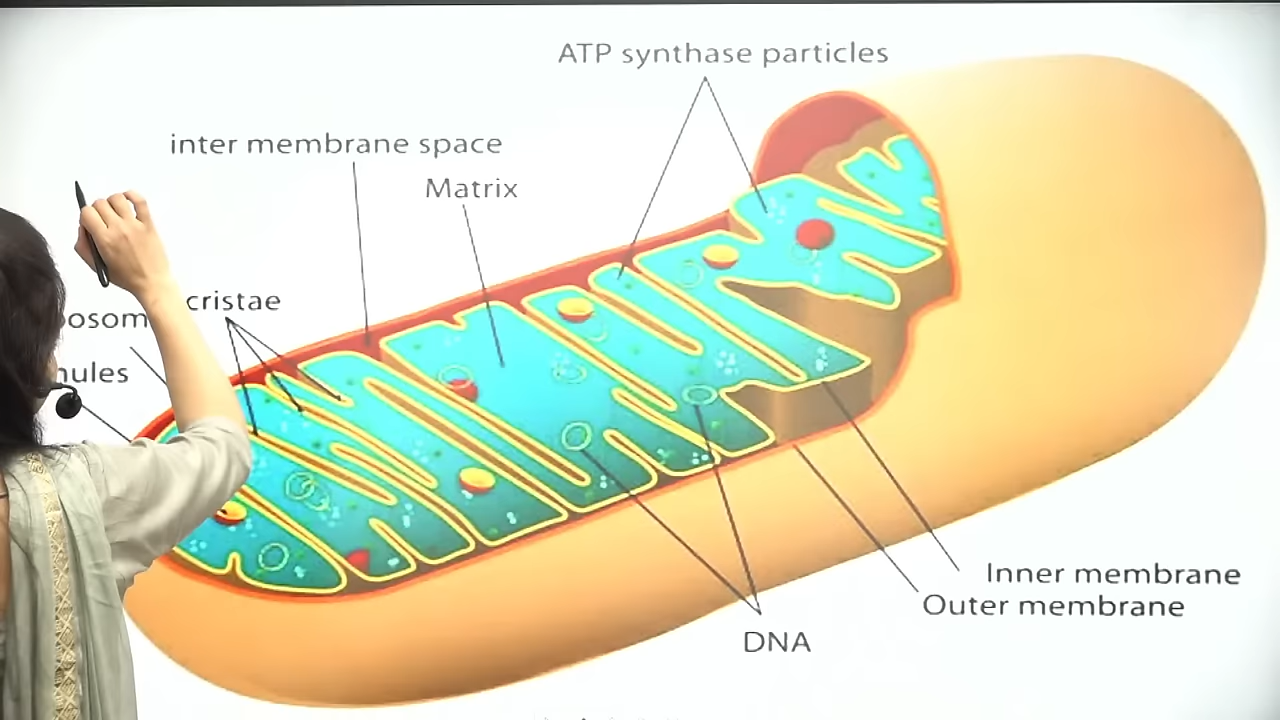 ATP synthase particles
inter membrane space
Matrix
cristae
Inner membrane
Outer membrane
DNA